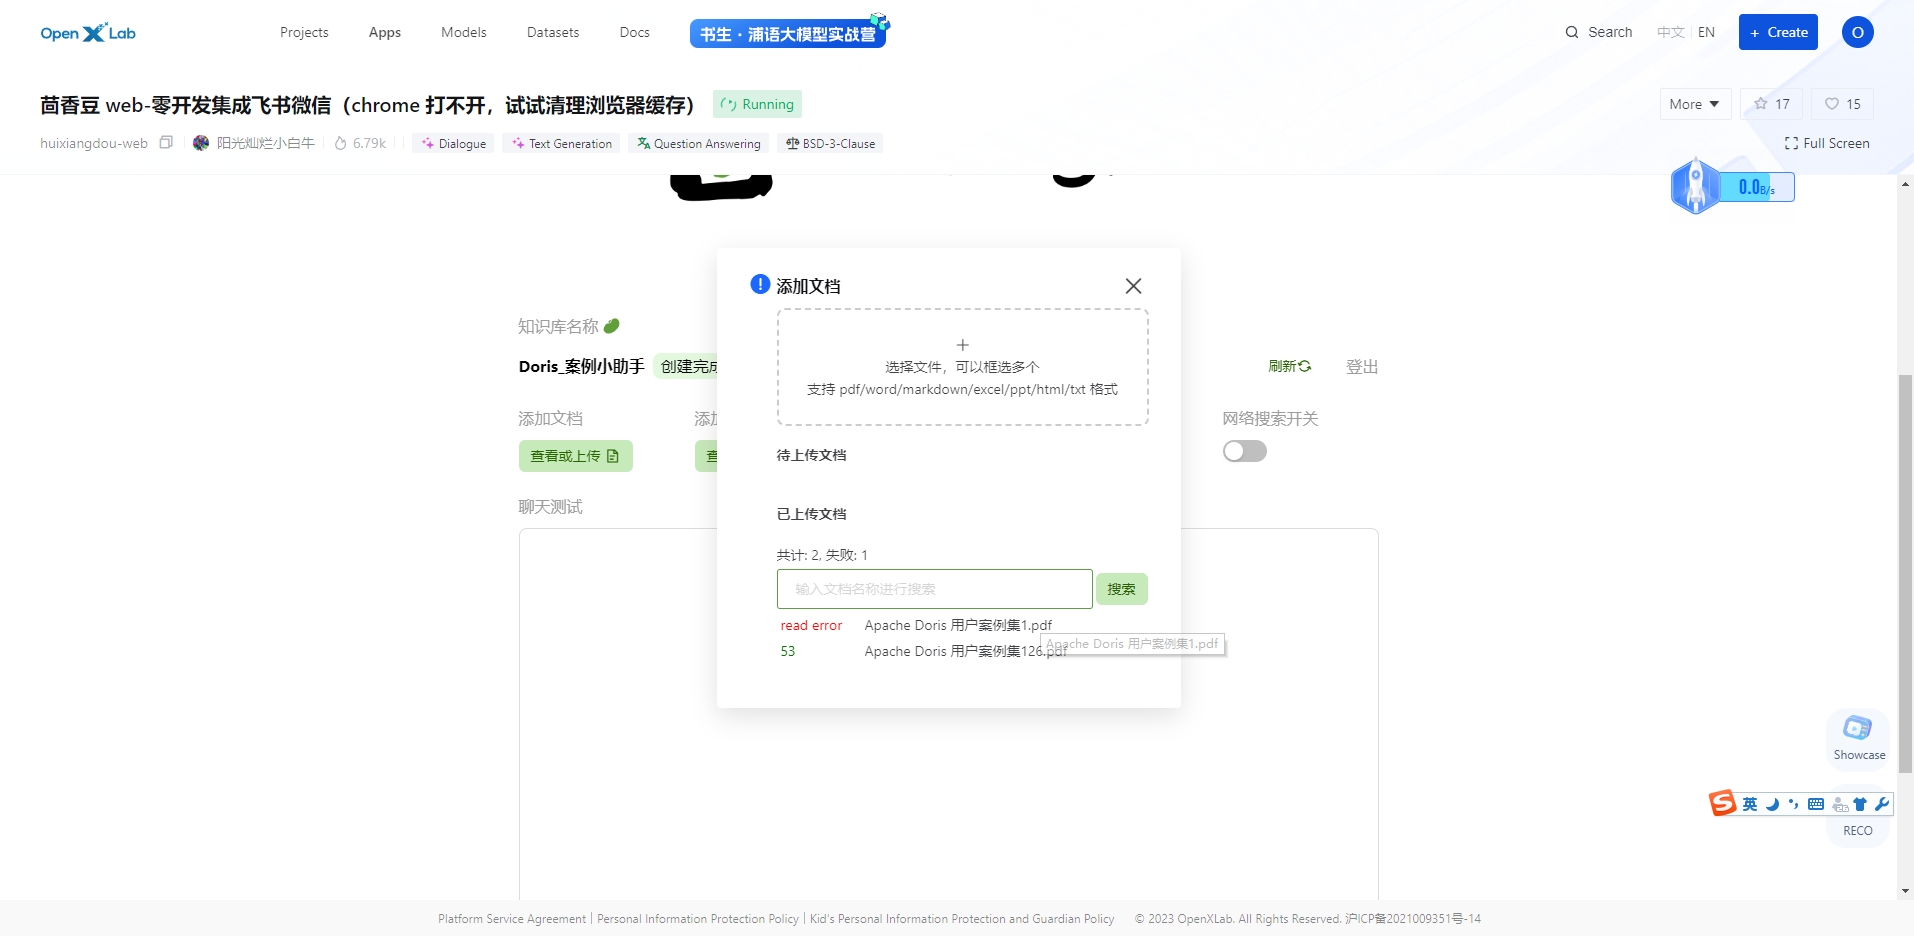 Open X Lab
Projects
Apps
Models
Datasets
Docs
书生·浦语大模型实战营
Search
中文
EN
+ Create
O
茴香豆 web-零开发集成飞书微信（chrome 打不开，试试清理浏览器缓存）
Running
More
17
15
huixiangdou-web
阳光灿烂小白牛
6.79k
Dialogue
Text Generation
Question Answering
BSD-3-Clause
Full Screen
0.0B/s
添加文档
+
选择文件，可以框选多个
支持 pdf/word/markdown/excel/ppt/html/txt 格式
知识库名称
Doris_案例小助手
创建完成
刷新
登出
添加文档
添加
网络搜索开关
查看或上传
查
待上传文档
聊天测试
已上传文档
共计: 2, 失败: 1
输入文档名称进行搜索
搜索
read error
Apache Doris 用户案例集1.pdf
Apache Doris 用户案例集1.pdf
53
Apache Doris 用户案例集126.pdf
Showcase
英
RECO
Platform Service Agreement | Personal Information Protection Policy | Kid's Personal Information Protection and Guardian Policy
© 2023 OpenXLab. All Rights Reserved. 沪ICP备2021009351号-14